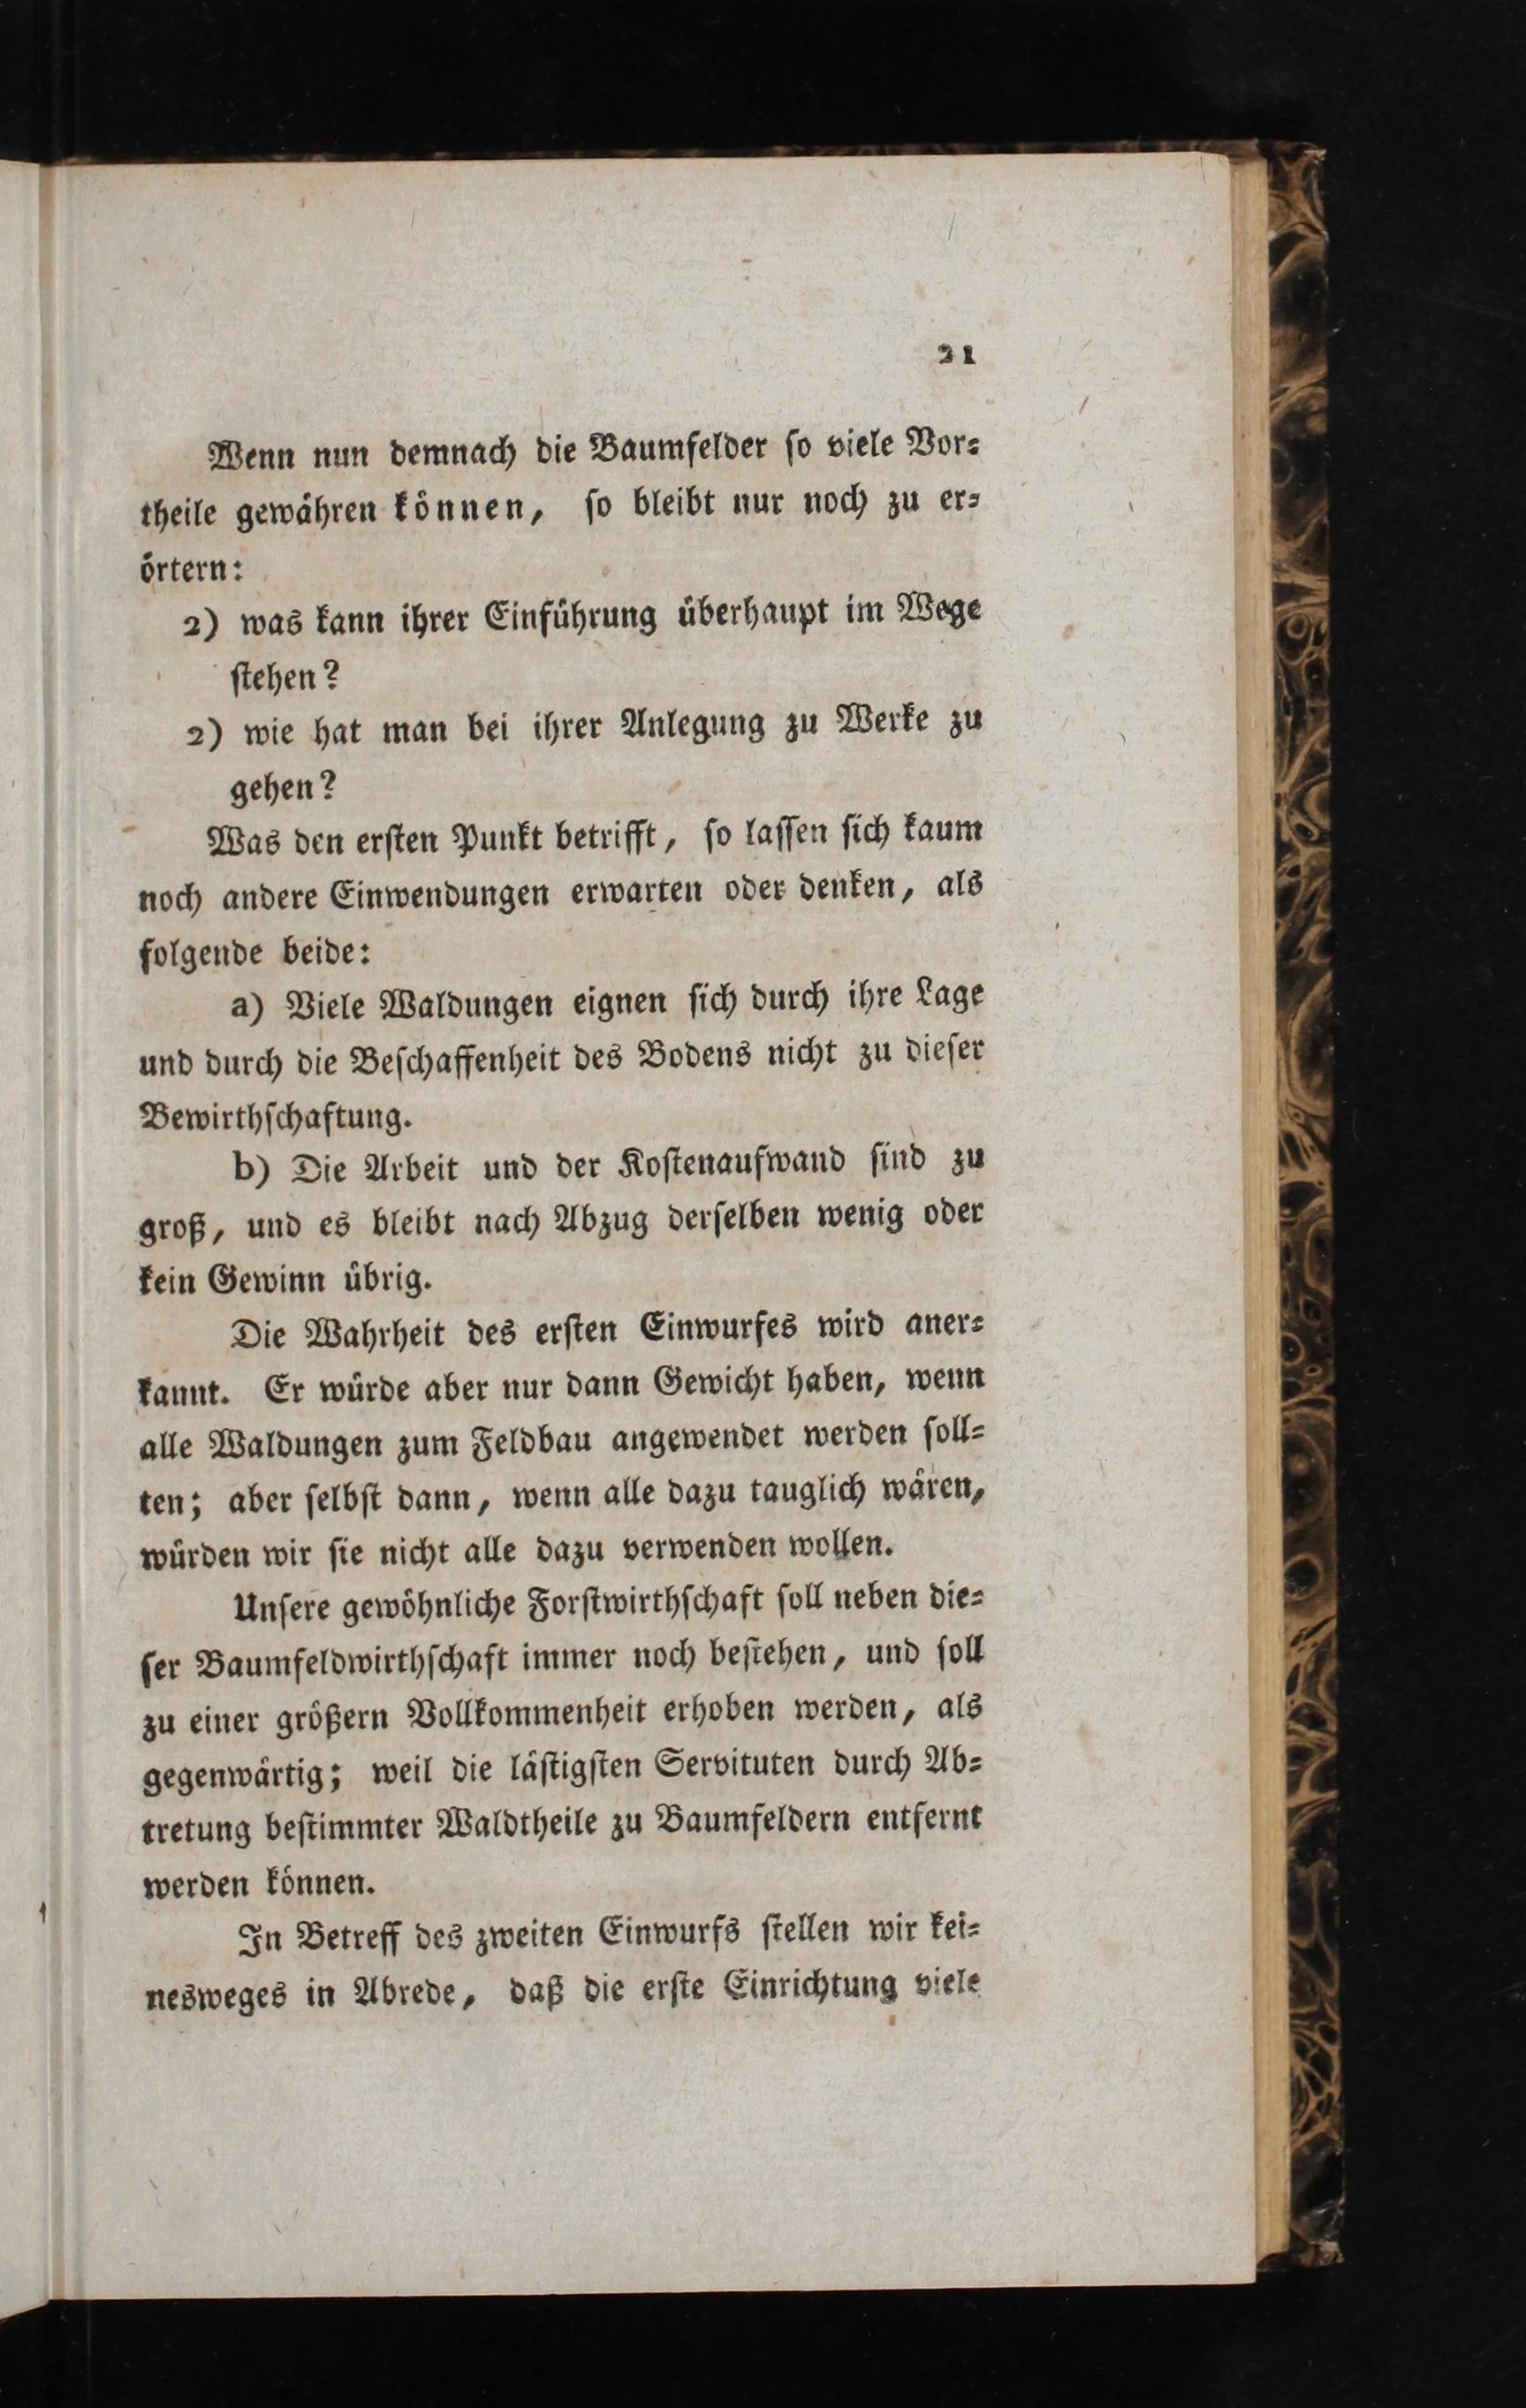 21
Wenn nun demnach die Baumfelder ſo viele Vor⸗
theile gewähren können, ſo bleibt nur noch zu er⸗
örtern:
2) was kann ihrer Einführung überhaupt im Wege
ſtehen?
2) wie hat man bei ihrer Anlegung zu Werke zu
gehen?
Was den erſten Punkt betrifft, ſo laſſen ſich kaum
noch andere Einwendungen erwarten oder denken, als
folgende beide:
a) Viele Waldungen eignen ſich durch ihre Lage
und durch die Beſchaffenheit des Bodens nicht zu dieſer
Bewirthſchaftung.
b) Die Arbeit und der Koſtenaufwand ſind zu
groß, und es bleibt nach Abzug derſelben wenig oder
kein Gewinn übrig.
Die Wahrheit des erſten Einwurfes wird aner⸗
kannt. Er würde aber nur dann Gewicht haben, wenn
alle Waldungen zum Feldbau angewendet werden ſoll⸗
ten; aber ſelbſt dann, wenn alle dazu tauglich wären,
würden wir ſie nicht alle dazu verwenden wollen.
Unſere gewöhnliche Forſtwirthſchaft ſoll neben die⸗
ſer Baumfeldwirthſchaft immer noch beſtehen, und ſoll
zu einer größern Vollkommenheit erhoben werden, als
gegenwärtig; weil die läſtigſten Servituten durch Ab⸗
tretung beſtimmter Waldtheile zu Baumfeldern entfernt
werden können.
In Betreff des zweiten Einwurfs ſtellen wir kei⸗
nesweges in Abrede, daß die erſte Einrichtung viele